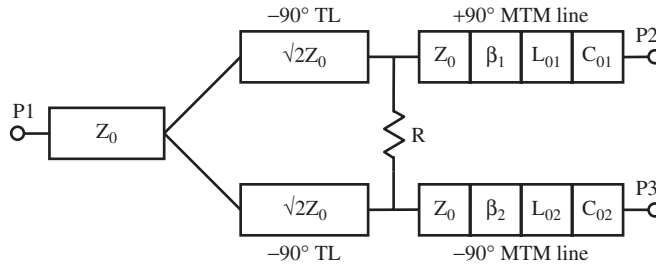 −90° TL
+90° MTM line
√2Z₀
Z₀ β₁ L₀₁ C₀₁
P2
P1
Z₀
R
√2Z₀
Z₀ β₂ L₀₂ C₀₂
P3
−90° TL
−90° MTM line